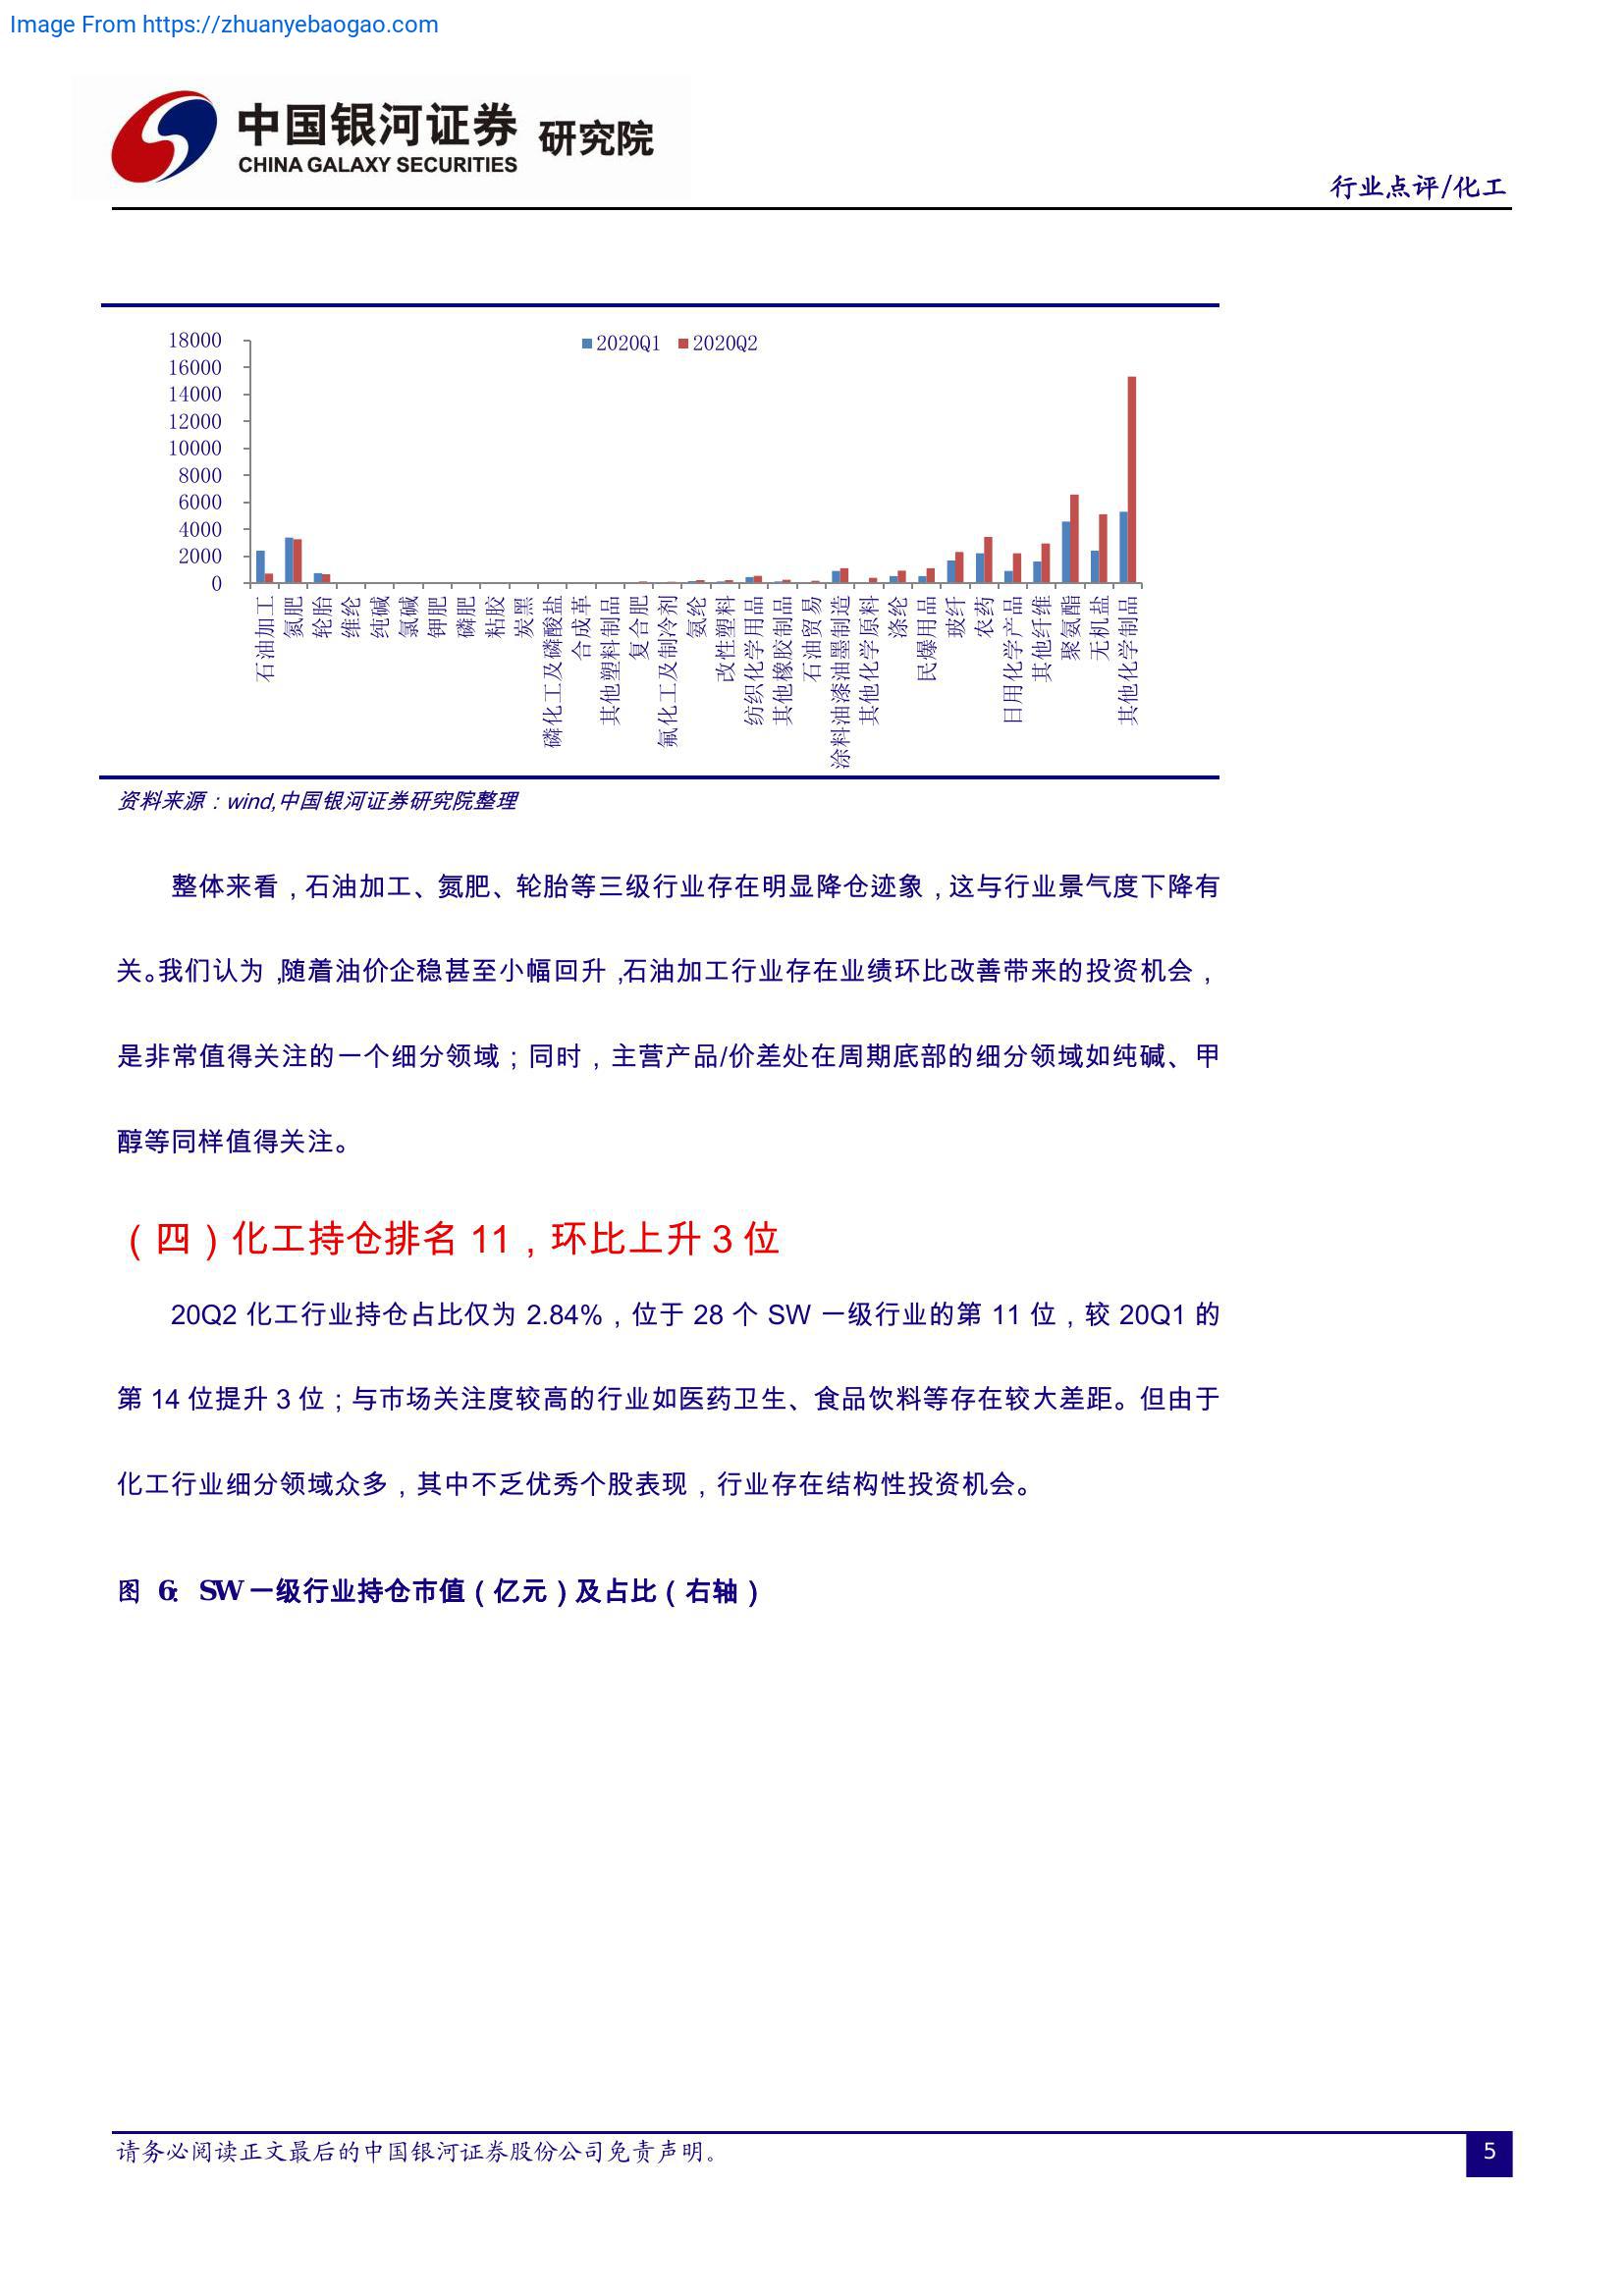 Image From https://zhuanyebaogao.com
中国银河证券 研究院
CHINA GALAXY SECURITIES
行业点评/化工
2020Q1 2020Q2
18000
16000
14000
12000
10000
8000
6000
4000
2000
0
石油加工
氮肥
轮胎
维纶
纯碱
氯碱
钾肥
磷肥
粘胶
炭黑
磷化工及磷酸盐
合成革
其他塑料制品
复合肥
氟化工及制冷剂
氨纶
改性塑料
纺织化学用品
其他橡胶制品
石油贸易
涂料油漆油墨制造
其他化学原料
涤纶
民爆用品
玻纤
农药
日用化学产品
其他纤维
聚氨酯
无机盐
其他化学制品
资料来源：wind,中国银河证券研究院整理
整体来看，石油加工、氮肥、轮胎等三级行业存在明显降仓迹象，这与行业景气度下降有
关。我们认为，随着油价企稳甚至小幅回升，石油加工行业存在业绩环比改善带来的投资机会，
是非常值得关注的一个细分领域；同时，主营产品/价差处在周期底部的细分领域如纯碱、甲
醇等同样值得关注。
（四）化工持仓排名 11，环比上升 3 位
20Q2 化工行业持仓占比仅为 2.84%，位于 28 个 SW 一级行业的第 11 位，较 20Q1 的
第 14 位提升 3 位；与市场关注度较高的行业如医药卫生、食品饮料等存在较大差距。但由于
化工行业细分领域众多，其中不乏优秀个股表现，行业存在结构性投资机会。
图 6: SW 一级行业持仓市值（亿元）及占比（右轴）
请务必阅读正文最后的中国银河证券股份公司免责声明。
5